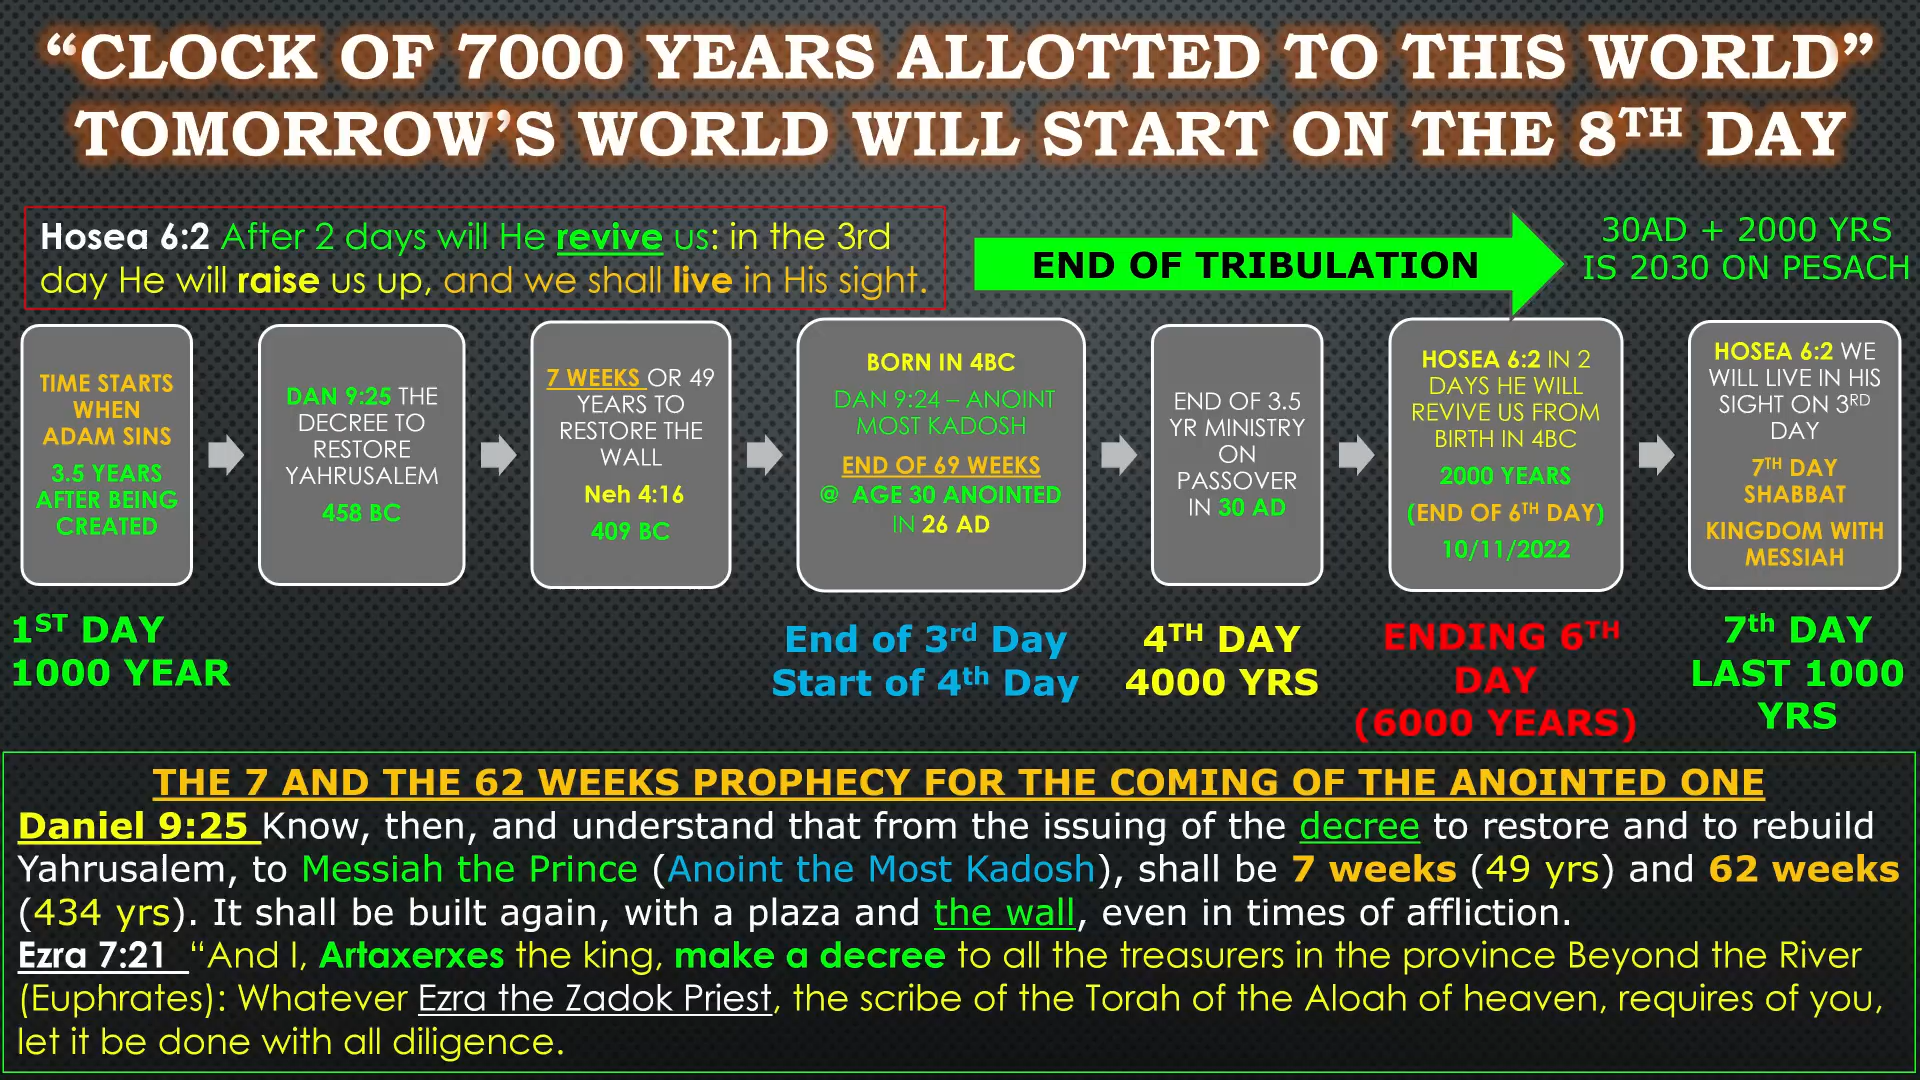 “CLOCK OF 7000 YEARS ALLOTTED TO THIS WORLD”
TOMORROW’S WORLD WILL START ON THE 8TH DAY
Hosea 6:2 After 2 days will He revive us: in the 3rd
day He will raise us up, and we shall live in His sight.
END OF TRIBULATION
30AD + 2000 YRS
IS 2030 ON PESACH
TIME STARTS
WHEN
ADAM SINS
3.5 YEARS
AFTER BEING
CREATED
DAN 9:25 THE
DECREE TO
RESTORE
YAHRUSALEM
458 BC
7 WEEKS OR 49
YEARS TO
RESTORE THE
WALL
Neh 4:16
409 BC
BORN IN 4BC
DAN 9:24 – ANOINT
MOST KADOSH
END OF 69 WEEKS
@ AGE 30 ANOINTED
IN 26 AD
END OF 3.5
YR MINISTRY
ON
PASSOVER
IN 30 AD
HOSEA 6:2 IN 2
DAYS HE WILL
REVIVE US FROM
BIRTH IN 4BC
2000 YEARS
(END OF 6TH DAY)
10/11/2022
HOSEA 6:2 WE
WILL LIVE IN HIS
SIGHT ON 3RD
DAY
7TH DAY
SHABBAT
KINGDOM WITH
MESSIAH
1ST DAY
1000 YEAR
End of 3rd Day
Start of 4th Day
4TH DAY
4000 YRS
ENDING 6TH
DAY
(6000 YEARS)
7th DAY
LAST 1000
YRS
THE 7 AND THE 62 WEEKS PROPHECY FOR THE COMING OF THE ANOINTED ONE
Daniel 9:25 Know, then, and understand that from the issuing of the decree to restore and to rebuild
Yahrusalem, to Messiah the Prince (Anoint the Most Kadosh), shall be 7 weeks (49 yrs) and 62 weeks
(434 yrs). It shall be built again, with a plaza and the wall, even in times of affliction.
Ezra 7:21 “And I, Artaxerxes the king, make a decree to all the treasurers in the province Beyond the River
(Euphrates): Whatever Ezra the Zadok Priest, the scribe of the Torah of the Aloah of heaven, requires of you,
let it be done with all diligence.